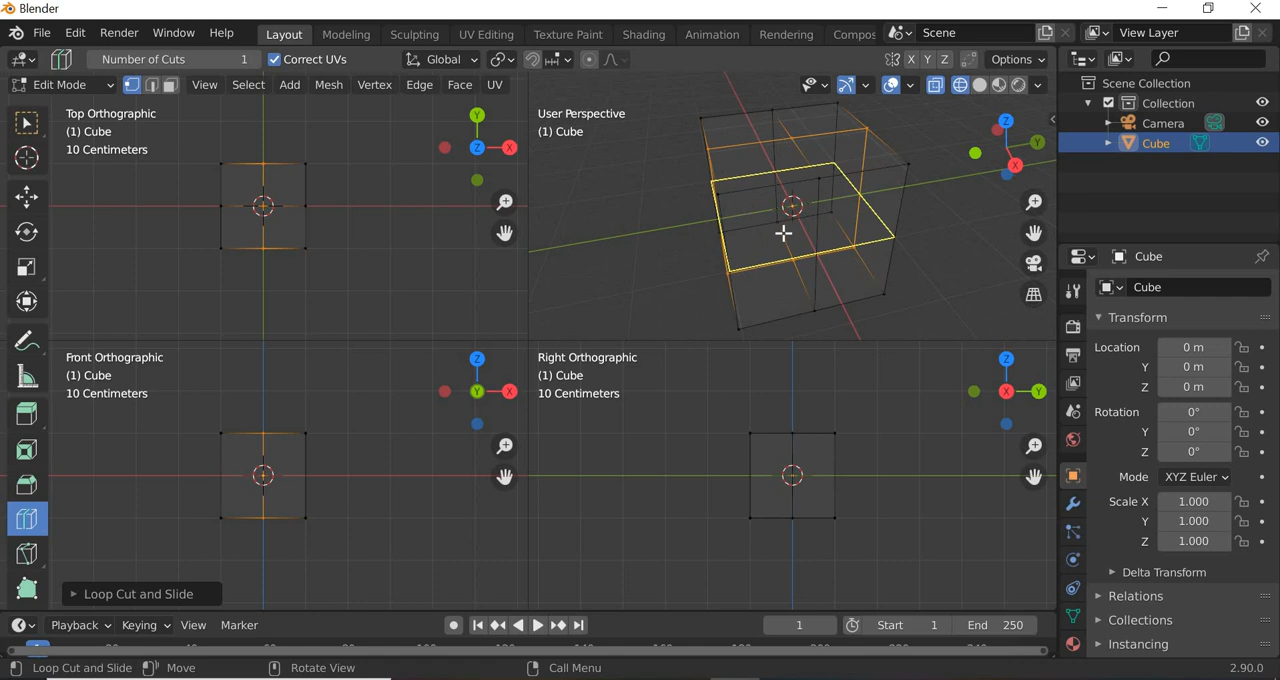 Blender
File Edit Render Window Help Layout Modeling Sculpting UV Editing Texture Paint Shading Animation Rendering Compos Scene View Layer
Number of Cuts 1 Correct UVs Global X Y Z Options
Edit Mode View Select Add Mesh Vertex Edge Face UV
Scene Collection
Collection
Camera
Cube
Top Orthographic
(1) Cube
10 Centimeters
Y
Z
X
User Perspective
(1) Cube
Z
Y
X
Front Orthographic
(1) Cube
10 Centimeters
Z
Y
X
Right Orthographic
(1) Cube
10 Centimeters
Z
X
Y
Loop Cut and Slide
Cube
Cube
Transform
Location 0 m
Y 0 m
Z 0 m
Rotation 0°
Y 0°
Z 0°
Mode XYZ Euler
Scale X 1.000
Y 1.000
Z 1.000
Delta Transform
Relations
Collections
Instancing
Playback Keying View Marker 1 Start 1 End 250
Loop Cut and Slide Move Rotate View Call Menu 2.90.0